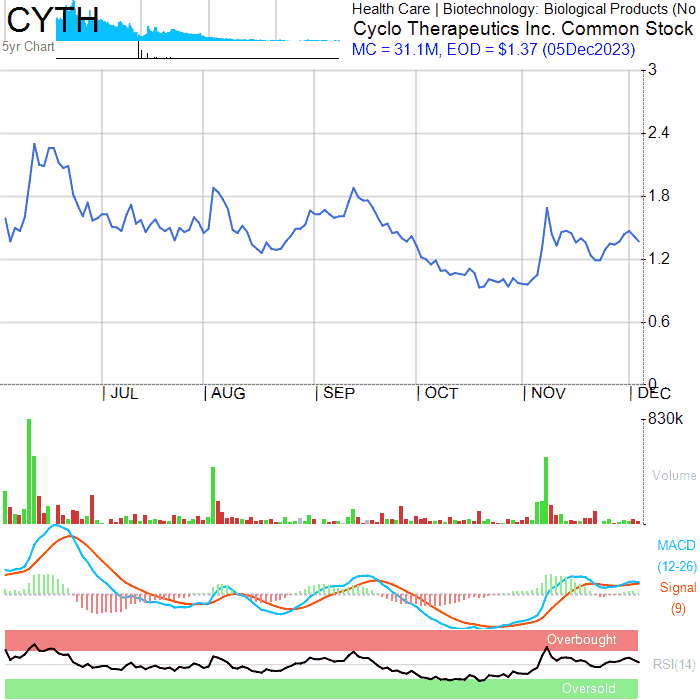 CYTH
5yr Chart
Health Care | Biotechnology: Biological Products (No
Cyclo Therapeutics Inc. Common Stock
MC = 31.1M, EOD = $1.37 (05Dec2023)
3
2.4
1.8
1.2
0.6
0
| JUL | AUG | SEP | OCT | NOV | DEC
830k
Volume
MACD
(12-26)
Signal
(9)
Overbought
RSI(14)
Oversold